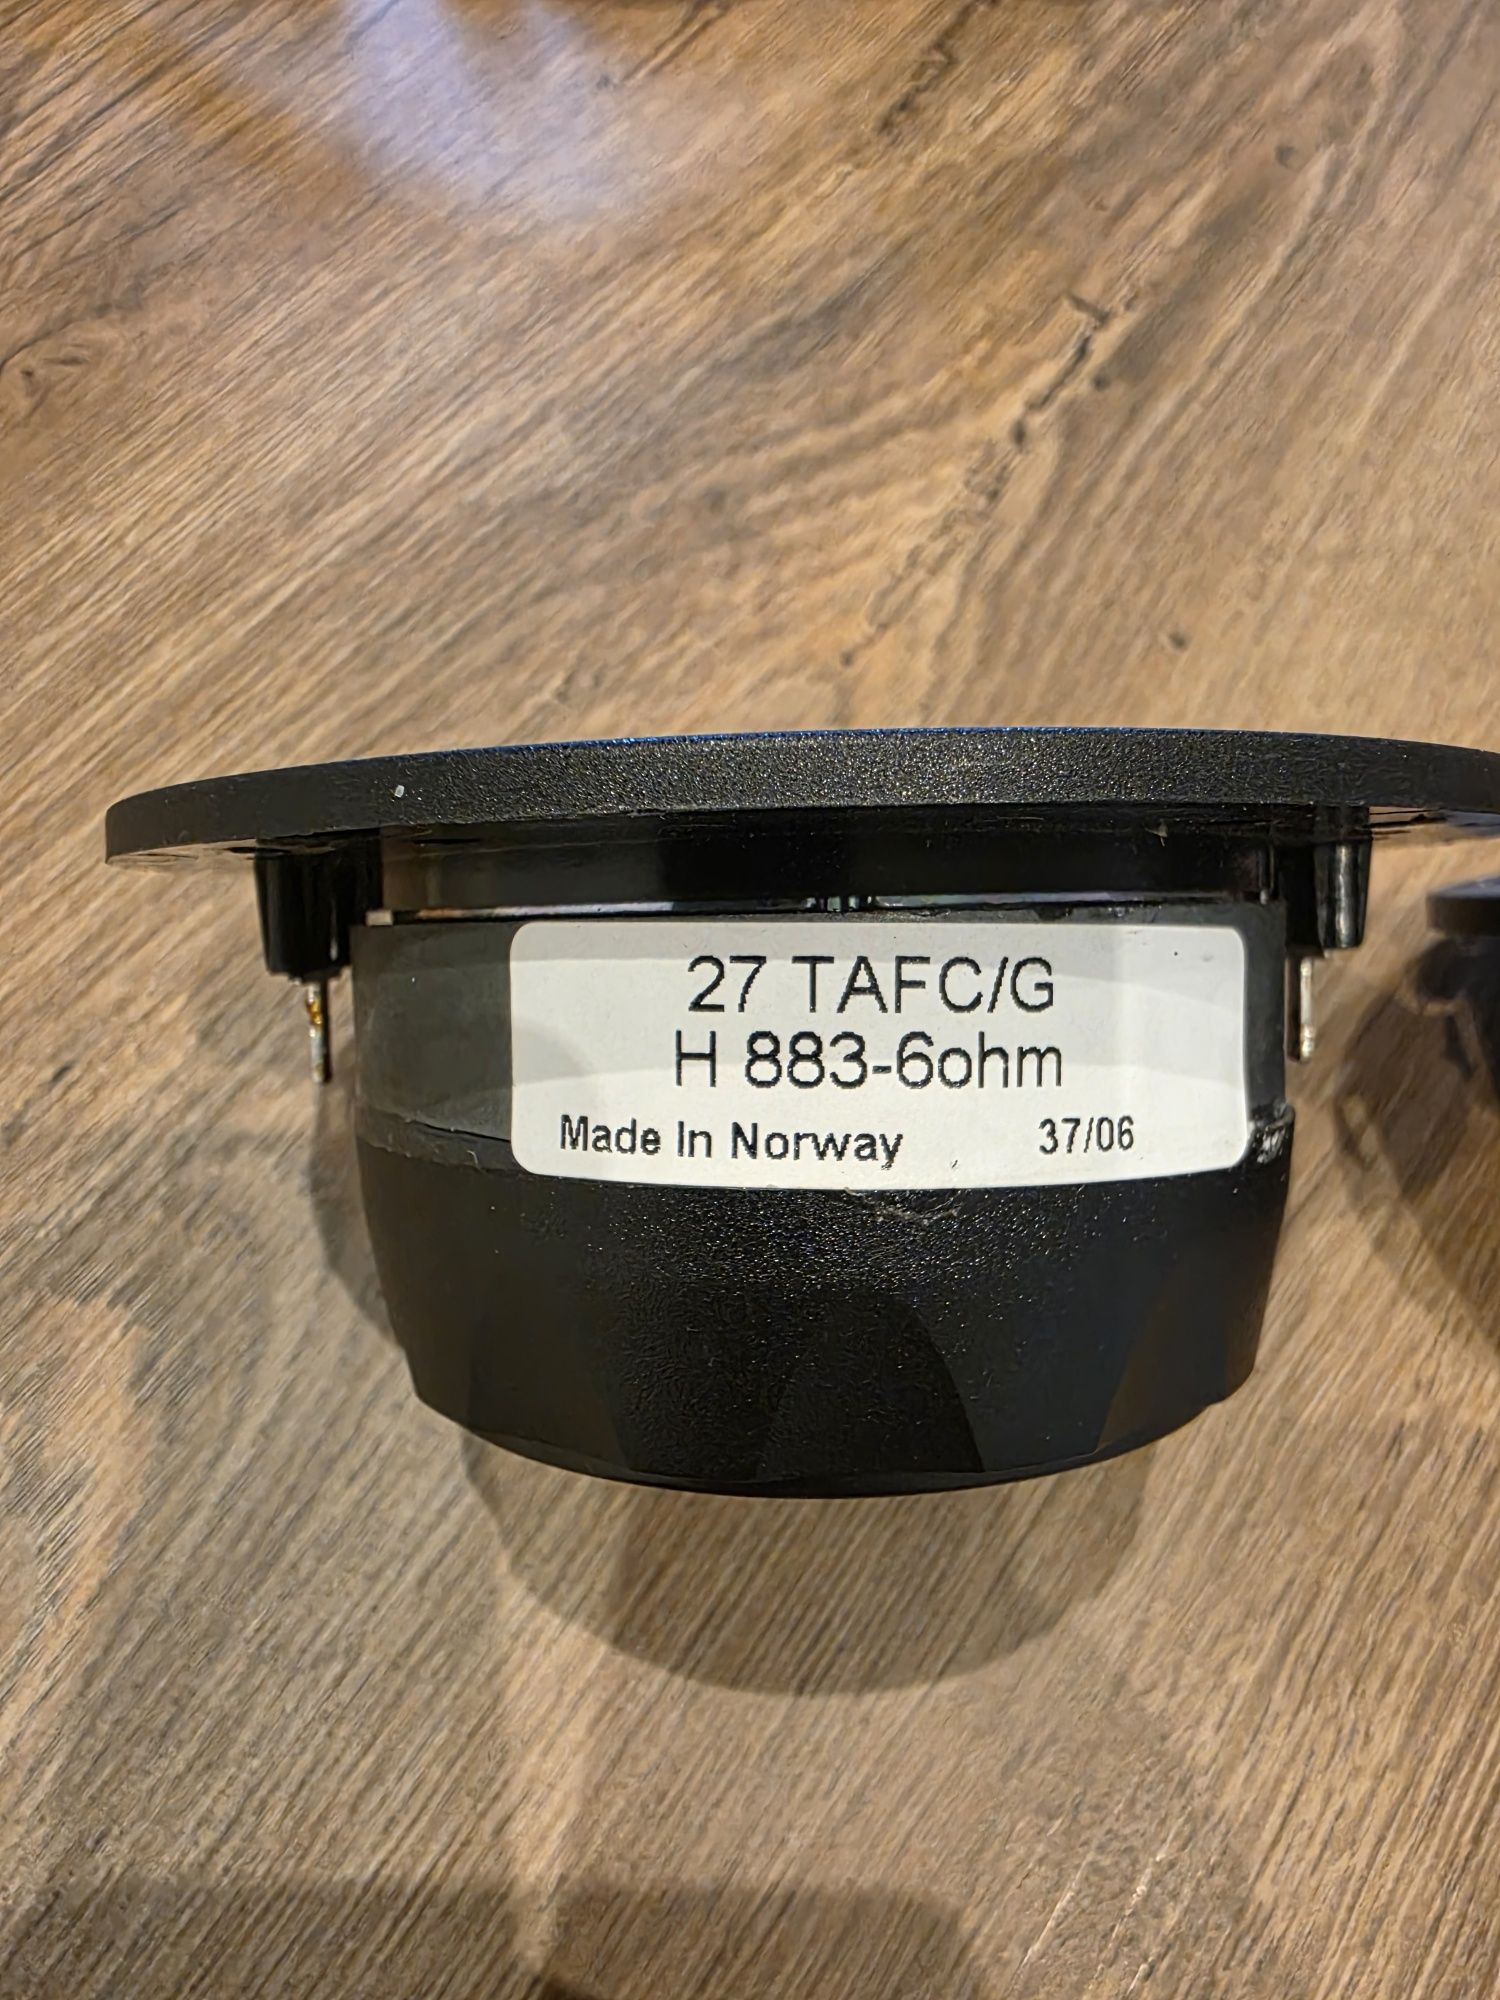 27 TAFC/G
H 883-6ohm
Made In Norway 37/06